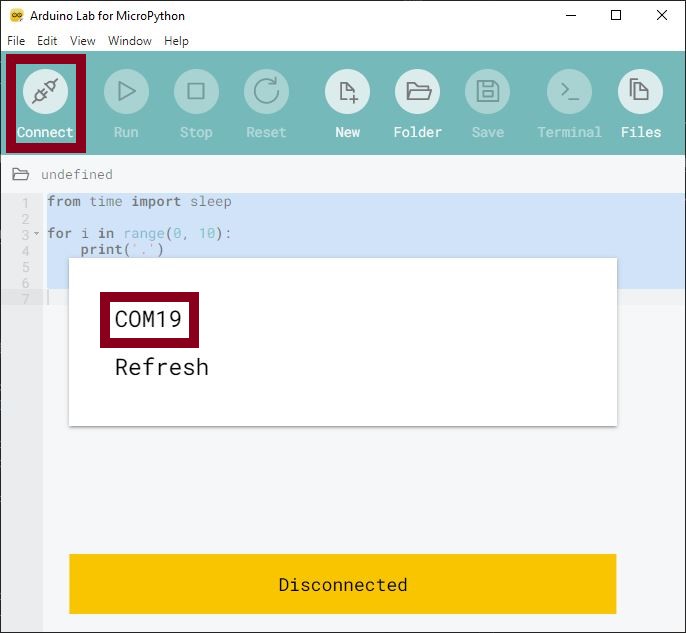 Arduino Lab for MicroPython
File Edit View Window Help
Connect Run Stop Reset New Folder Save Terminal Files
undefined
1 from time import sleep
2
3 for i in range(0, 10):
4     print('.')
5
6
7
COM19
Refresh
Disconnected